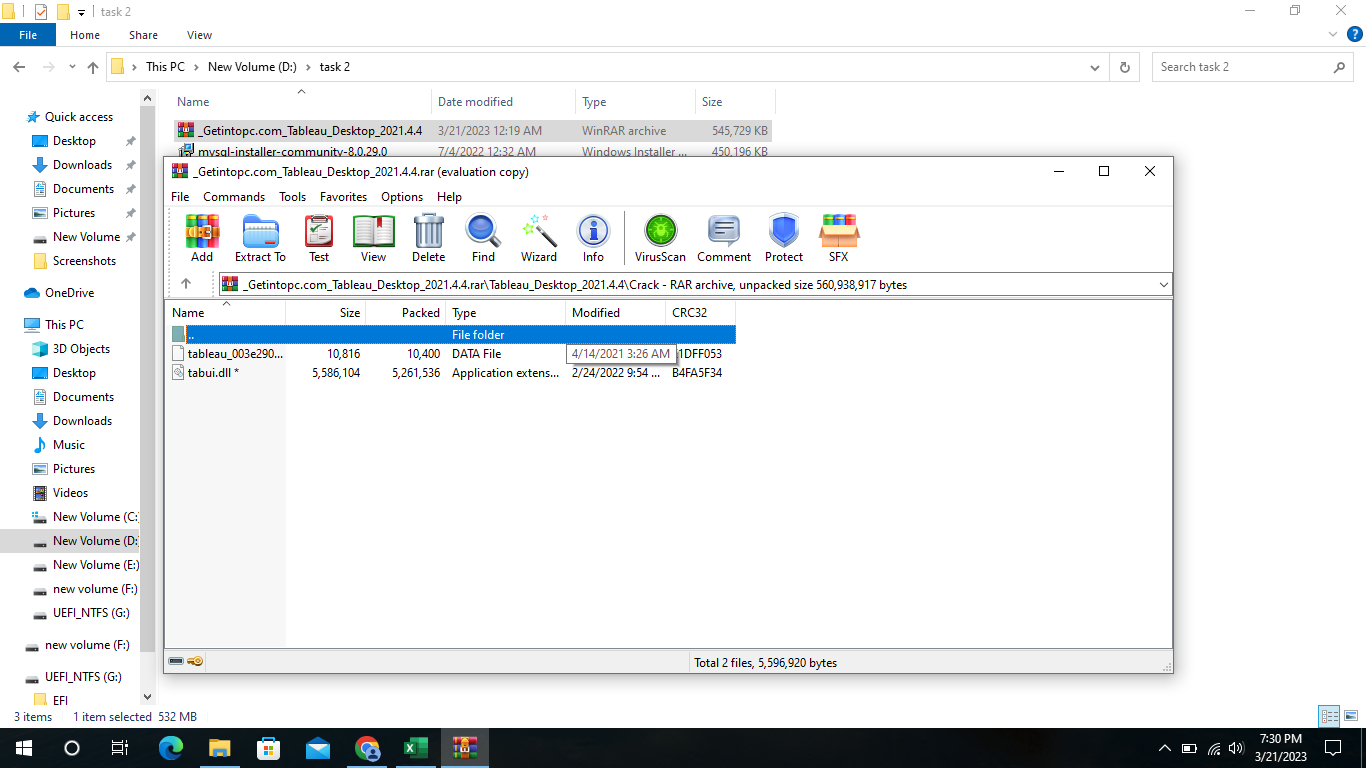 task 2
File Home Share View
This PC New Volume (D:) task 2 Search task 2
Name Date modified Type Size
_Getintopc.com_Tableau_Desktop_2021.4.4 3/21/2023 12:19 AM WinRAR archive 545,729 KB
mysql-installer-community-8.0.29.0 7/4/2022 12:32 AM Windows Installer ... 450,196 KB
Quick access
Desktop
Downloads
Documents
Pictures
New Volume
Screenshots
OneDrive
This PC
3D Objects
Desktop
Documents
Downloads
Music
Pictures
Videos
New Volume (C:
New Volume (D:
New Volume (E:)
new volume (F:)
UEFI_NTFS (G:)
new volume (F:)
UEFI_NTFS (G:)
EFI
_Getintopc.com_Tableau_Desktop_2021.4.4.rar (evaluation copy)
File Commands Tools Favorites Options Help
Add Extract To Test View Delete Find Wizard Info VirusScan Comment Protect SFX
_Getintopc.com_Tableau_Desktop_2021.4.4.rar\Tableau_Desktop_2021.4.4\Crack - RAR archive, unpacked size 560,938,917 bytes
Name Size Packed Type Modified CRC32
.. File folder
tableau_003e290... 10,816 10,400 DATA File 4/14/2021 3:26 AM 1DFF053
tabui.dll * 5,586,104 5,261,536 Application extens... 2/24/2022 9:54 ... B4FA5F34
Total 2 files, 5,596,920 bytes
3 items 1 item selected 532 MB
7:30 PM
3/21/2023